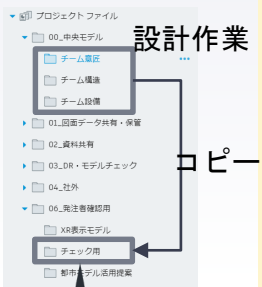 プロジェクト ファイル
00_中央モデル
設計作業
チーム意匠
チーム構造
チーム設備
01_図面データ共有・保管
02_資料共有
コピー
03_DR・モデルチェック
04_社外
06_発注者確認用
XR表示モデル
チェック用
都市モデル活用提案